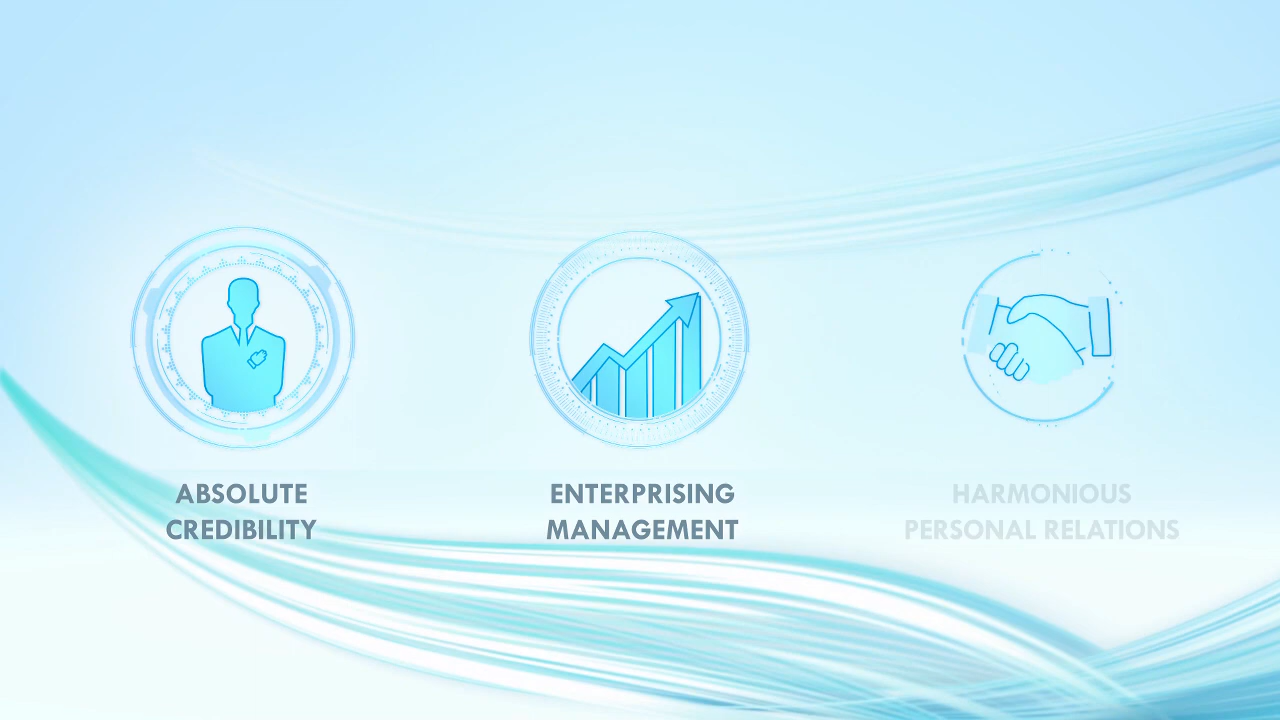 ABSOLUTE
CREDIBILITY
ENTERPRISING
MANAGEMENT
HARMONIOUS
PERSONAL RELATIONS